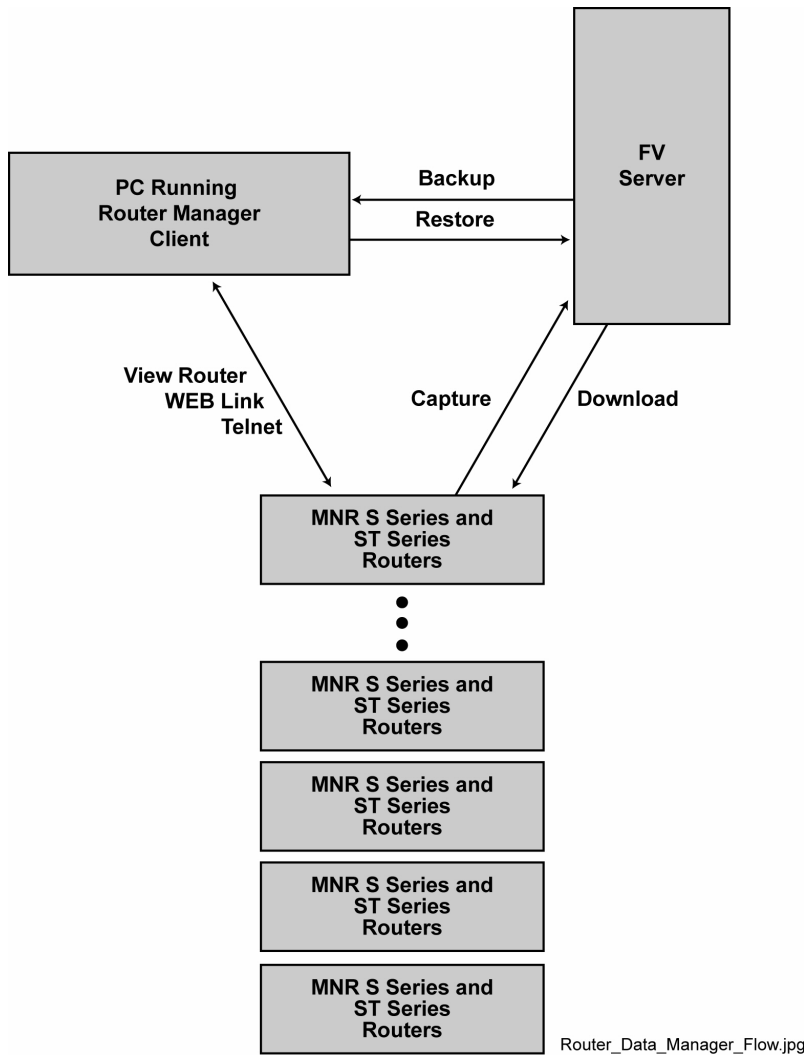 FV
Server
PC Running
Router Manager
Client
Backup
Restore
View Router
WEB Link
Telnet
Capture
Download
MNR S Series and
ST Series
Routers
MNR S Series and
ST Series
Routers
MNR S Series and
ST Series
Routers
MNR S Series and
ST Series
Routers
MNR S Series and
ST Series
Routers
Router_Data_Manager_Flow.jpg